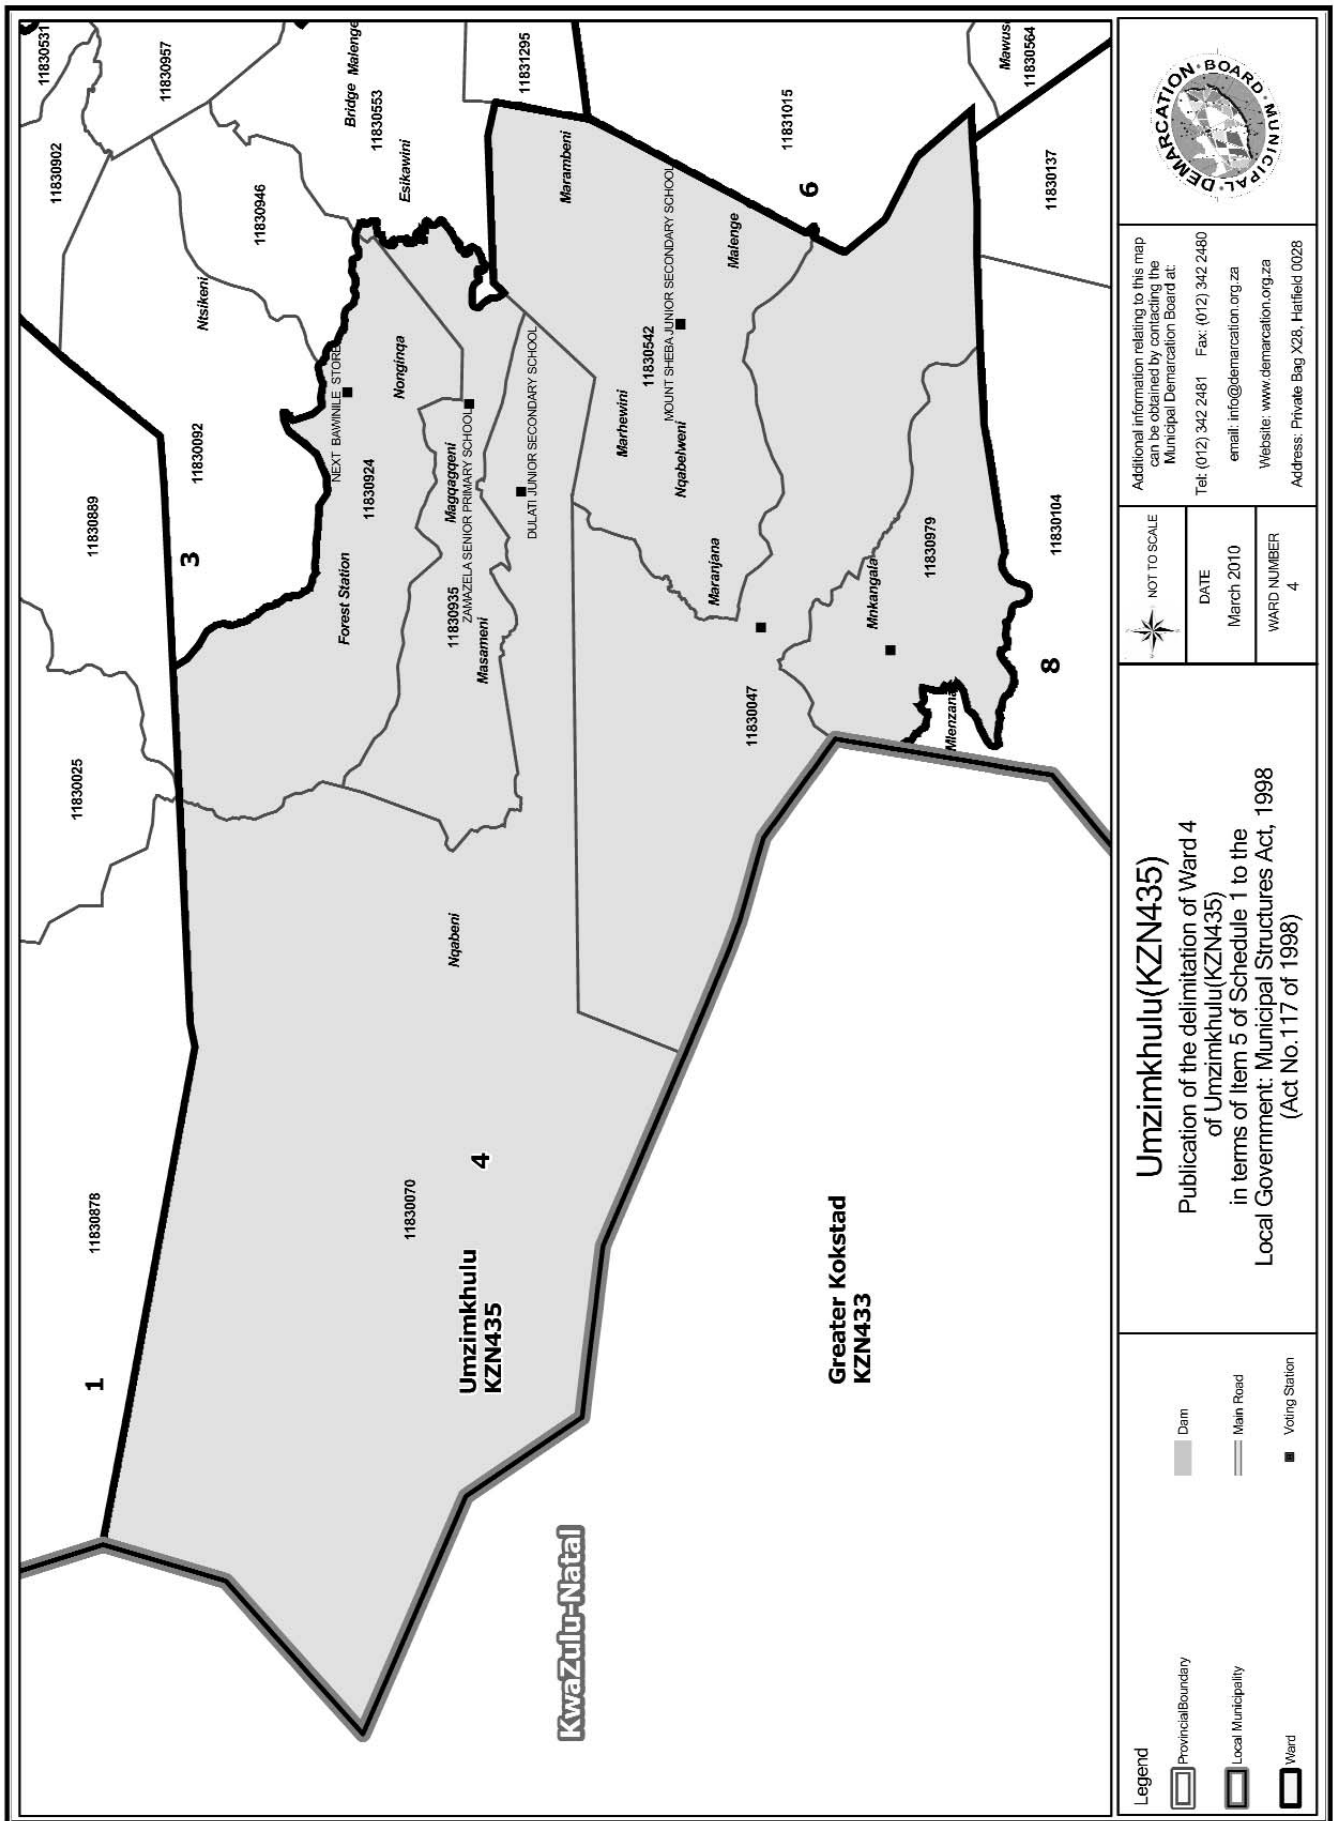 11830531
11830902
11830957
11830889
11830025
11830878
11830092
Ntsikeni
11830946
Bridge Malenge
11830553
Esikawini
11831295
1
3
NEXT BAWINILE STORE
11830924
Nonginqa
Forest Station
Magqagqeni
11830935
ZAMAZELA SENIOR PRIMARY SCHOOL
Masameni
DULATI JUNIOR SECONDARY SCHOOL
Marambeni
Nqabeni
11830070
4
Umzimkhulu
KZN435
Marhewini
11830542
MOUNT SHEBA JUNIOR SECONDARY SCHOOL
Nqabelweni
Malenge
Maranjana
11830047
11831015
6
Mawus
11830564
11830137
Mnkangala
11830979
Mlenzana
11830104
8
Greater Kokstad
KZN433
KwaZulu-Natal
Legend
ProvincialBoundary
Local Municipality
Ward
Dam
Main Road
Voting Station
Umzimkhulu(KZN435)
Publication of the delimitation of Ward 4
of Umzimkhulu(KZN435)
in terms of Item 5 of Schedule 1 to the
Local Government: Municipal Structures Act, 1998
(Act No.117 of 1998)
NOT TO SCALE
DATE
March 2010
WARD NUMBER
4
Additional information relating to this map
can be obtained by contacting the
Municipal Demarcation Board at:
Tel: (012) 342 2481 Fax: (012) 342 2480
email: info@demarcation.org.za
Website: www.demarcation.org.za
Address: Private Bag X28, Hatfield 0028
MUNICIPAL DEMARCATION BOARD